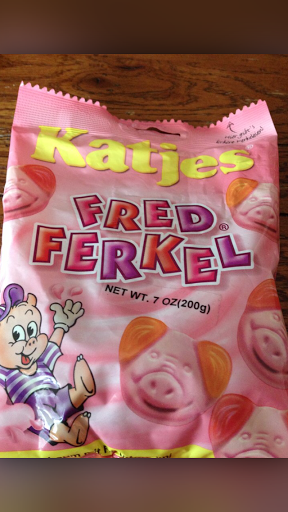 Katjes
FRED®
FERKEL
NET WT. 7 OZ(200g)